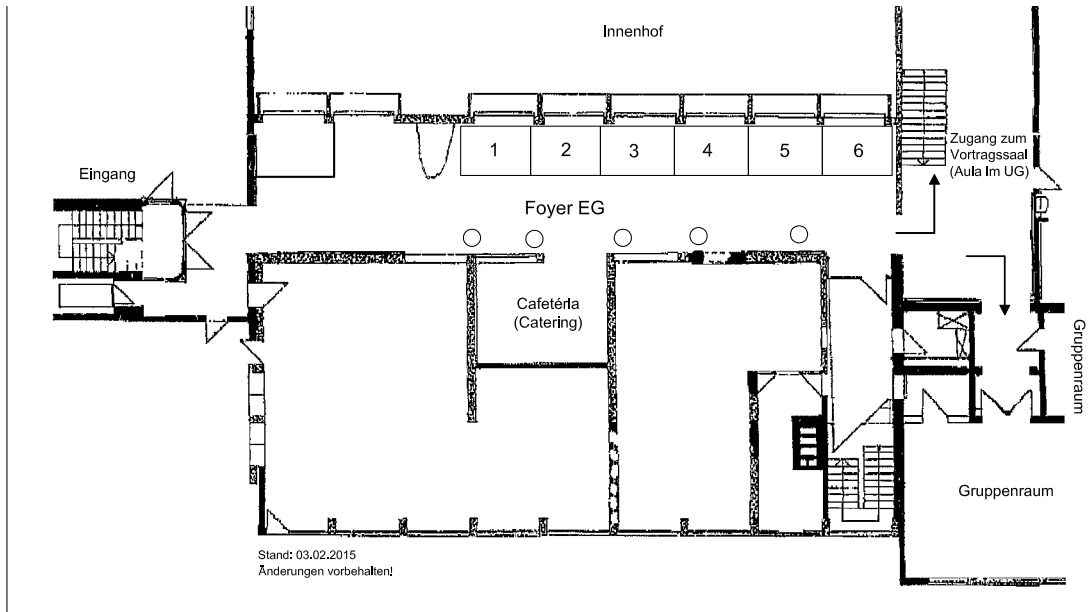 Innenhof
1
2
3
4
5
6
Zugang zum
Vortragssaal
(Aula Im UG)
Eingang
Foyer EG
Cafetéria
(Catering)
Gruppenraum
Gruppenraum
Stand: 03.02.2015
Änderungen vorbehalten!